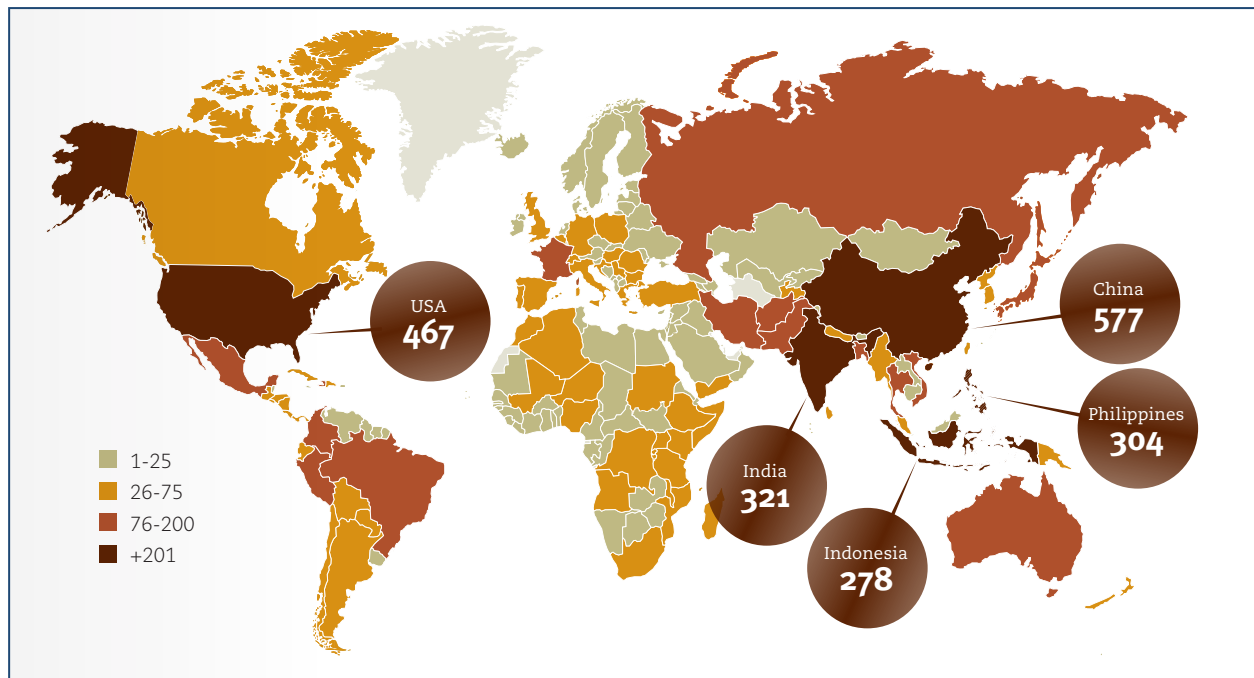 USA
467
China
577
Philippines
304
India
321
Indonesia
278
1-25
26-75
76-200
+201